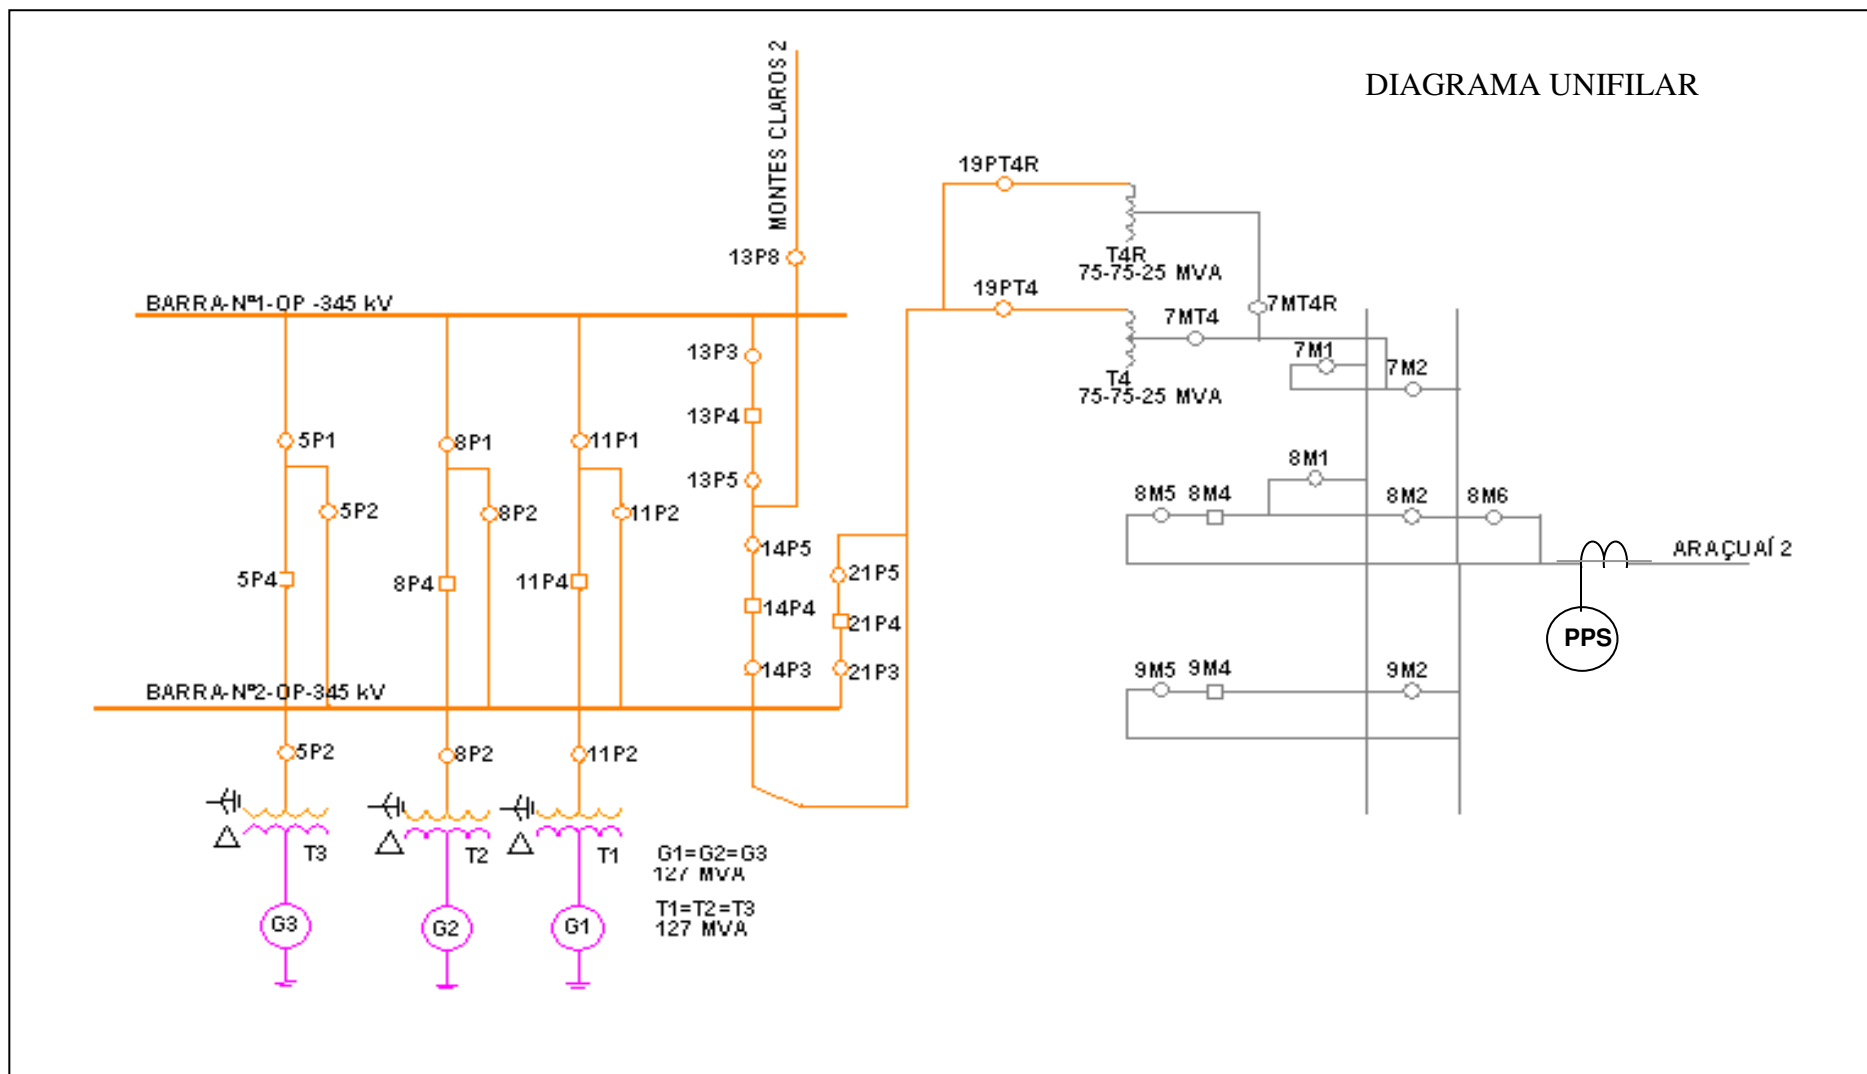 DIAGRAMA UNIFILAR
MONTES CLAROS 2
13P8
19PT4R
T4R
75-75-25 MVA
19PT4
7MT4
7MT4R
T4
75-75-25 MVA
7M1
7M2
BARRA-Nº1-OP -345 kV
13P3
13P4
13P5
5P1
8P1
11P1
5P2
8P2
11P2
5P4
8P4
11P4
14P5
14P4
14P3
21P5
21P4
21P3
8M1
8M5
8M4
8M2
8M6
ARAÇUAÍ 2
PPS
9M5
9M4
9M2
BARRA-Nº2-OP-345 kV
5P2
8P2
11P2
T3
T2
T1
G1=G2=G3
127 MVA
T1=T2=T3
127 MVA
G3
G2
G1